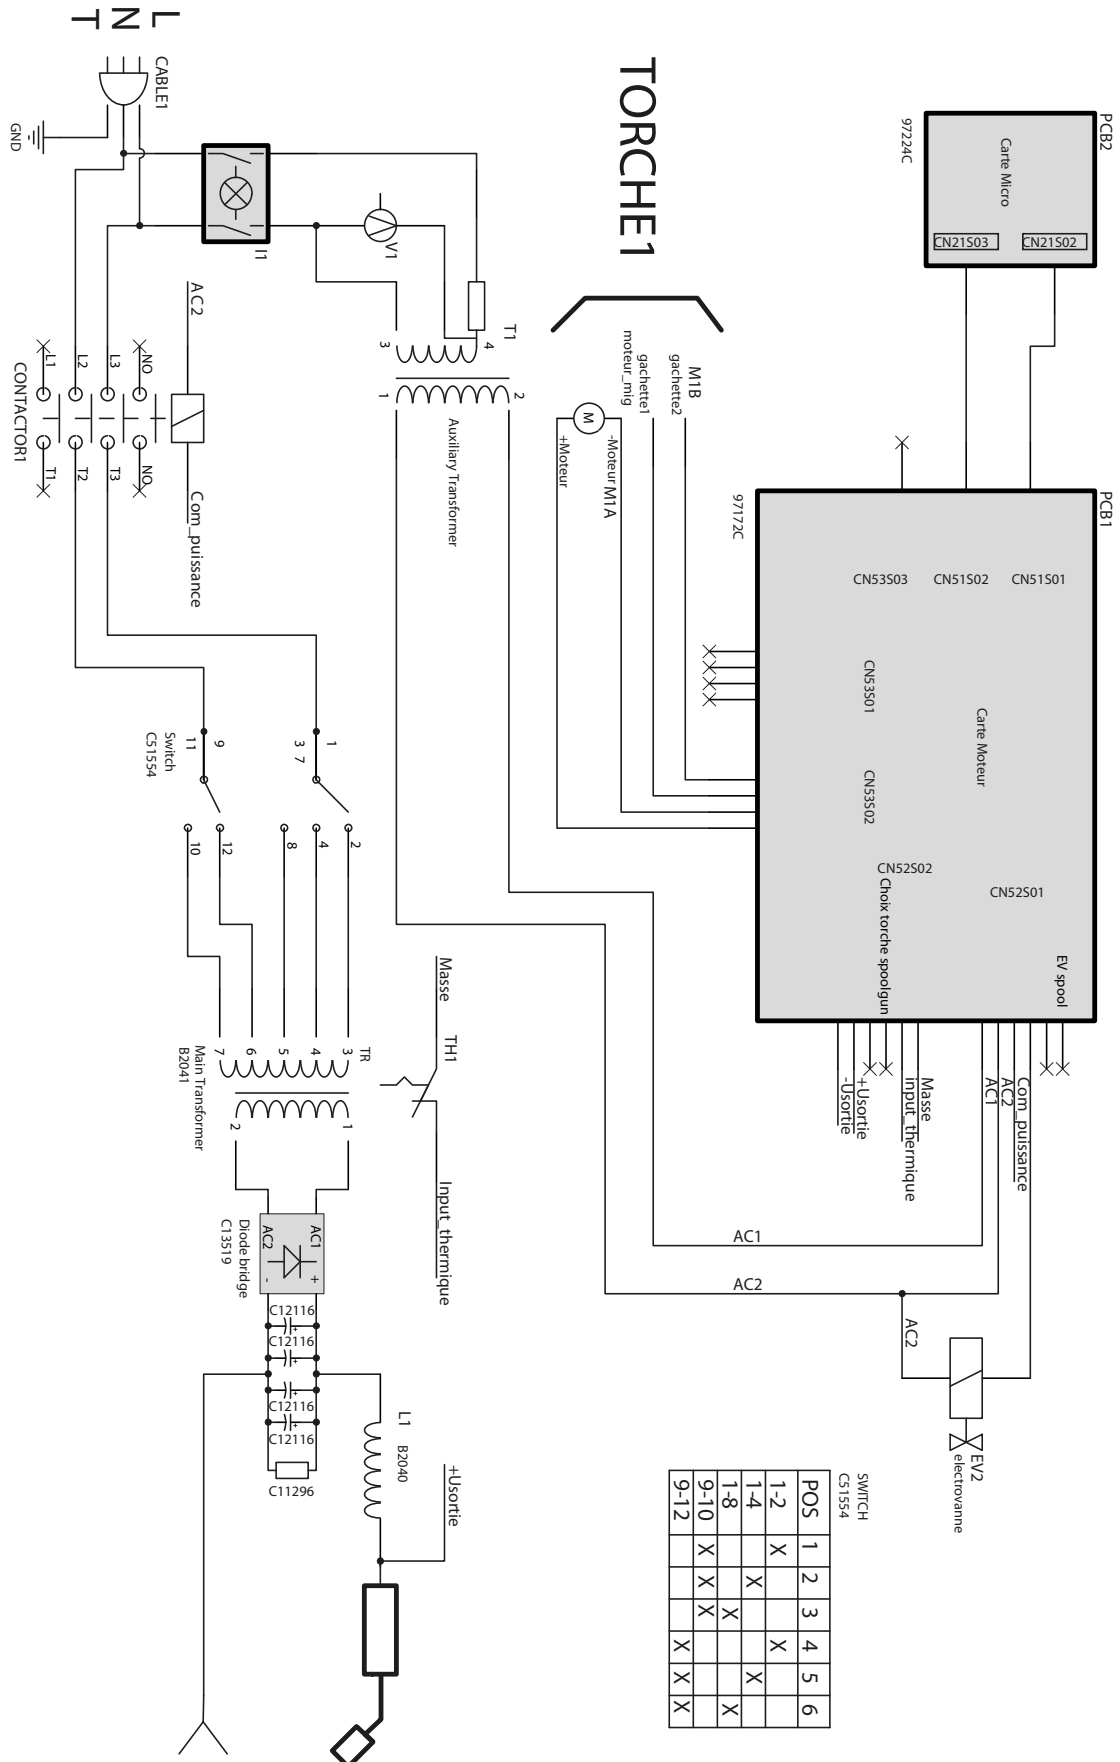 L
N
T
CABLE1
GND
I1
V1
TORCHE1
PCB2
97224C
Carte Micro
CN21S03
CN21S02
T1
3
4
1
2
Auxiliary Transformer
AC2
Com_puissance
L1
L2
L3
NO
T1
T2
T3
NO
CONTACTOR1
M1B
gachette2
gachette1
moteur_mig
M
-Moteur M1A
+Moteur
PCB1
97172C
CN53S03
CN51S02
CN51S01
CN53S01
Carte Moteur
CN53S02
CN52S02
Choix torche spoolgun
CN52S01
EV spool
Com_puissance
AC2
AC1
Masse
input_thermique
+Usortie
-Usortie
1
3 7
9
11
Switch
C51554
2
4
8
12
10
Masse
TH1
Input_thermique
TR
3
4
5
6
7
Main Transformer
B2041
1
2
AC1
AC2
+
-
Diode bridge
C13519
C12116
C12116
C12116
C12116
C11296
L1
B2040
+Usortie
AC1
AC2
AC2
EV2
electrovanne
SWITCH
C51554
POS 1 2 3 4 5 6
1-2 X X
1-4 X X
1-8 X X
9-10 X X X
9-12 X X X